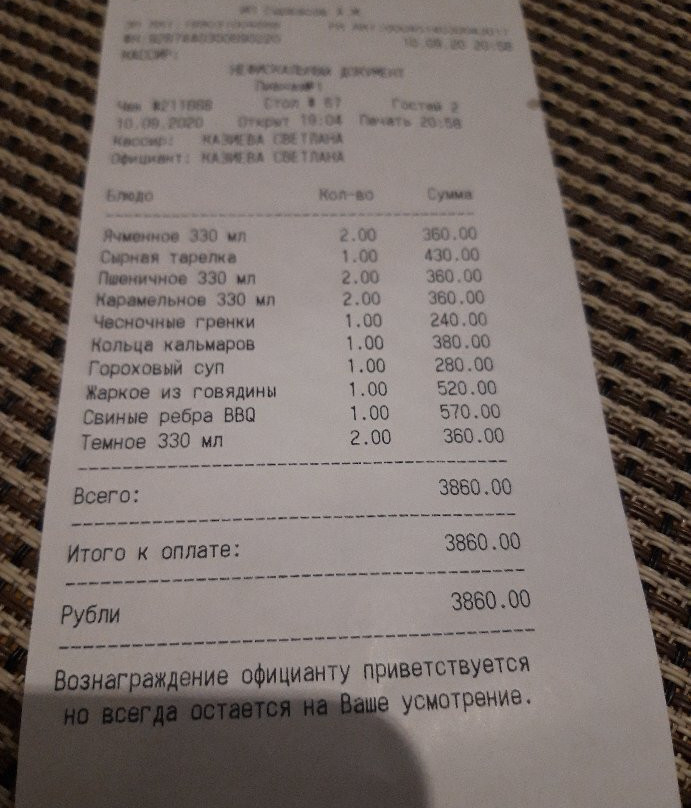 НЕФИСКАЛЬНЫЙ ДОКУМЕНТ
Чек #211668 Стол # 67 Гостей 2
10.09.2020 Открыт 19:04 Печать 20:58
Кассир: КАЗИЕВА СВЕТЛАНА
Официант: КАЗИЕВА СВЕТЛАНА
Блюдо Кол-во Сумма
Ячменное 330 мл 2.00 360.00
Сырная тарелка 1.00 430.00
Пшеничное 330 мл 2.00 360.00
Карамельное 330 мл 2.00 360.00
Чесночные гренки 1.00 240.00
Кольца кальмаров 1.00 380.00
Гороховый суп 1.00 280.00
Жаркое из говядины 1.00 520.00
Свиные ребра BBQ 1.00 570.00
Темное 330 мл 2.00 360.00
Всего: 3860.00
Итого к оплате: 3860.00
Рубли 3860.00
Вознаграждение официанту приветствуется
но всегда остается на Ваше усмотрение.